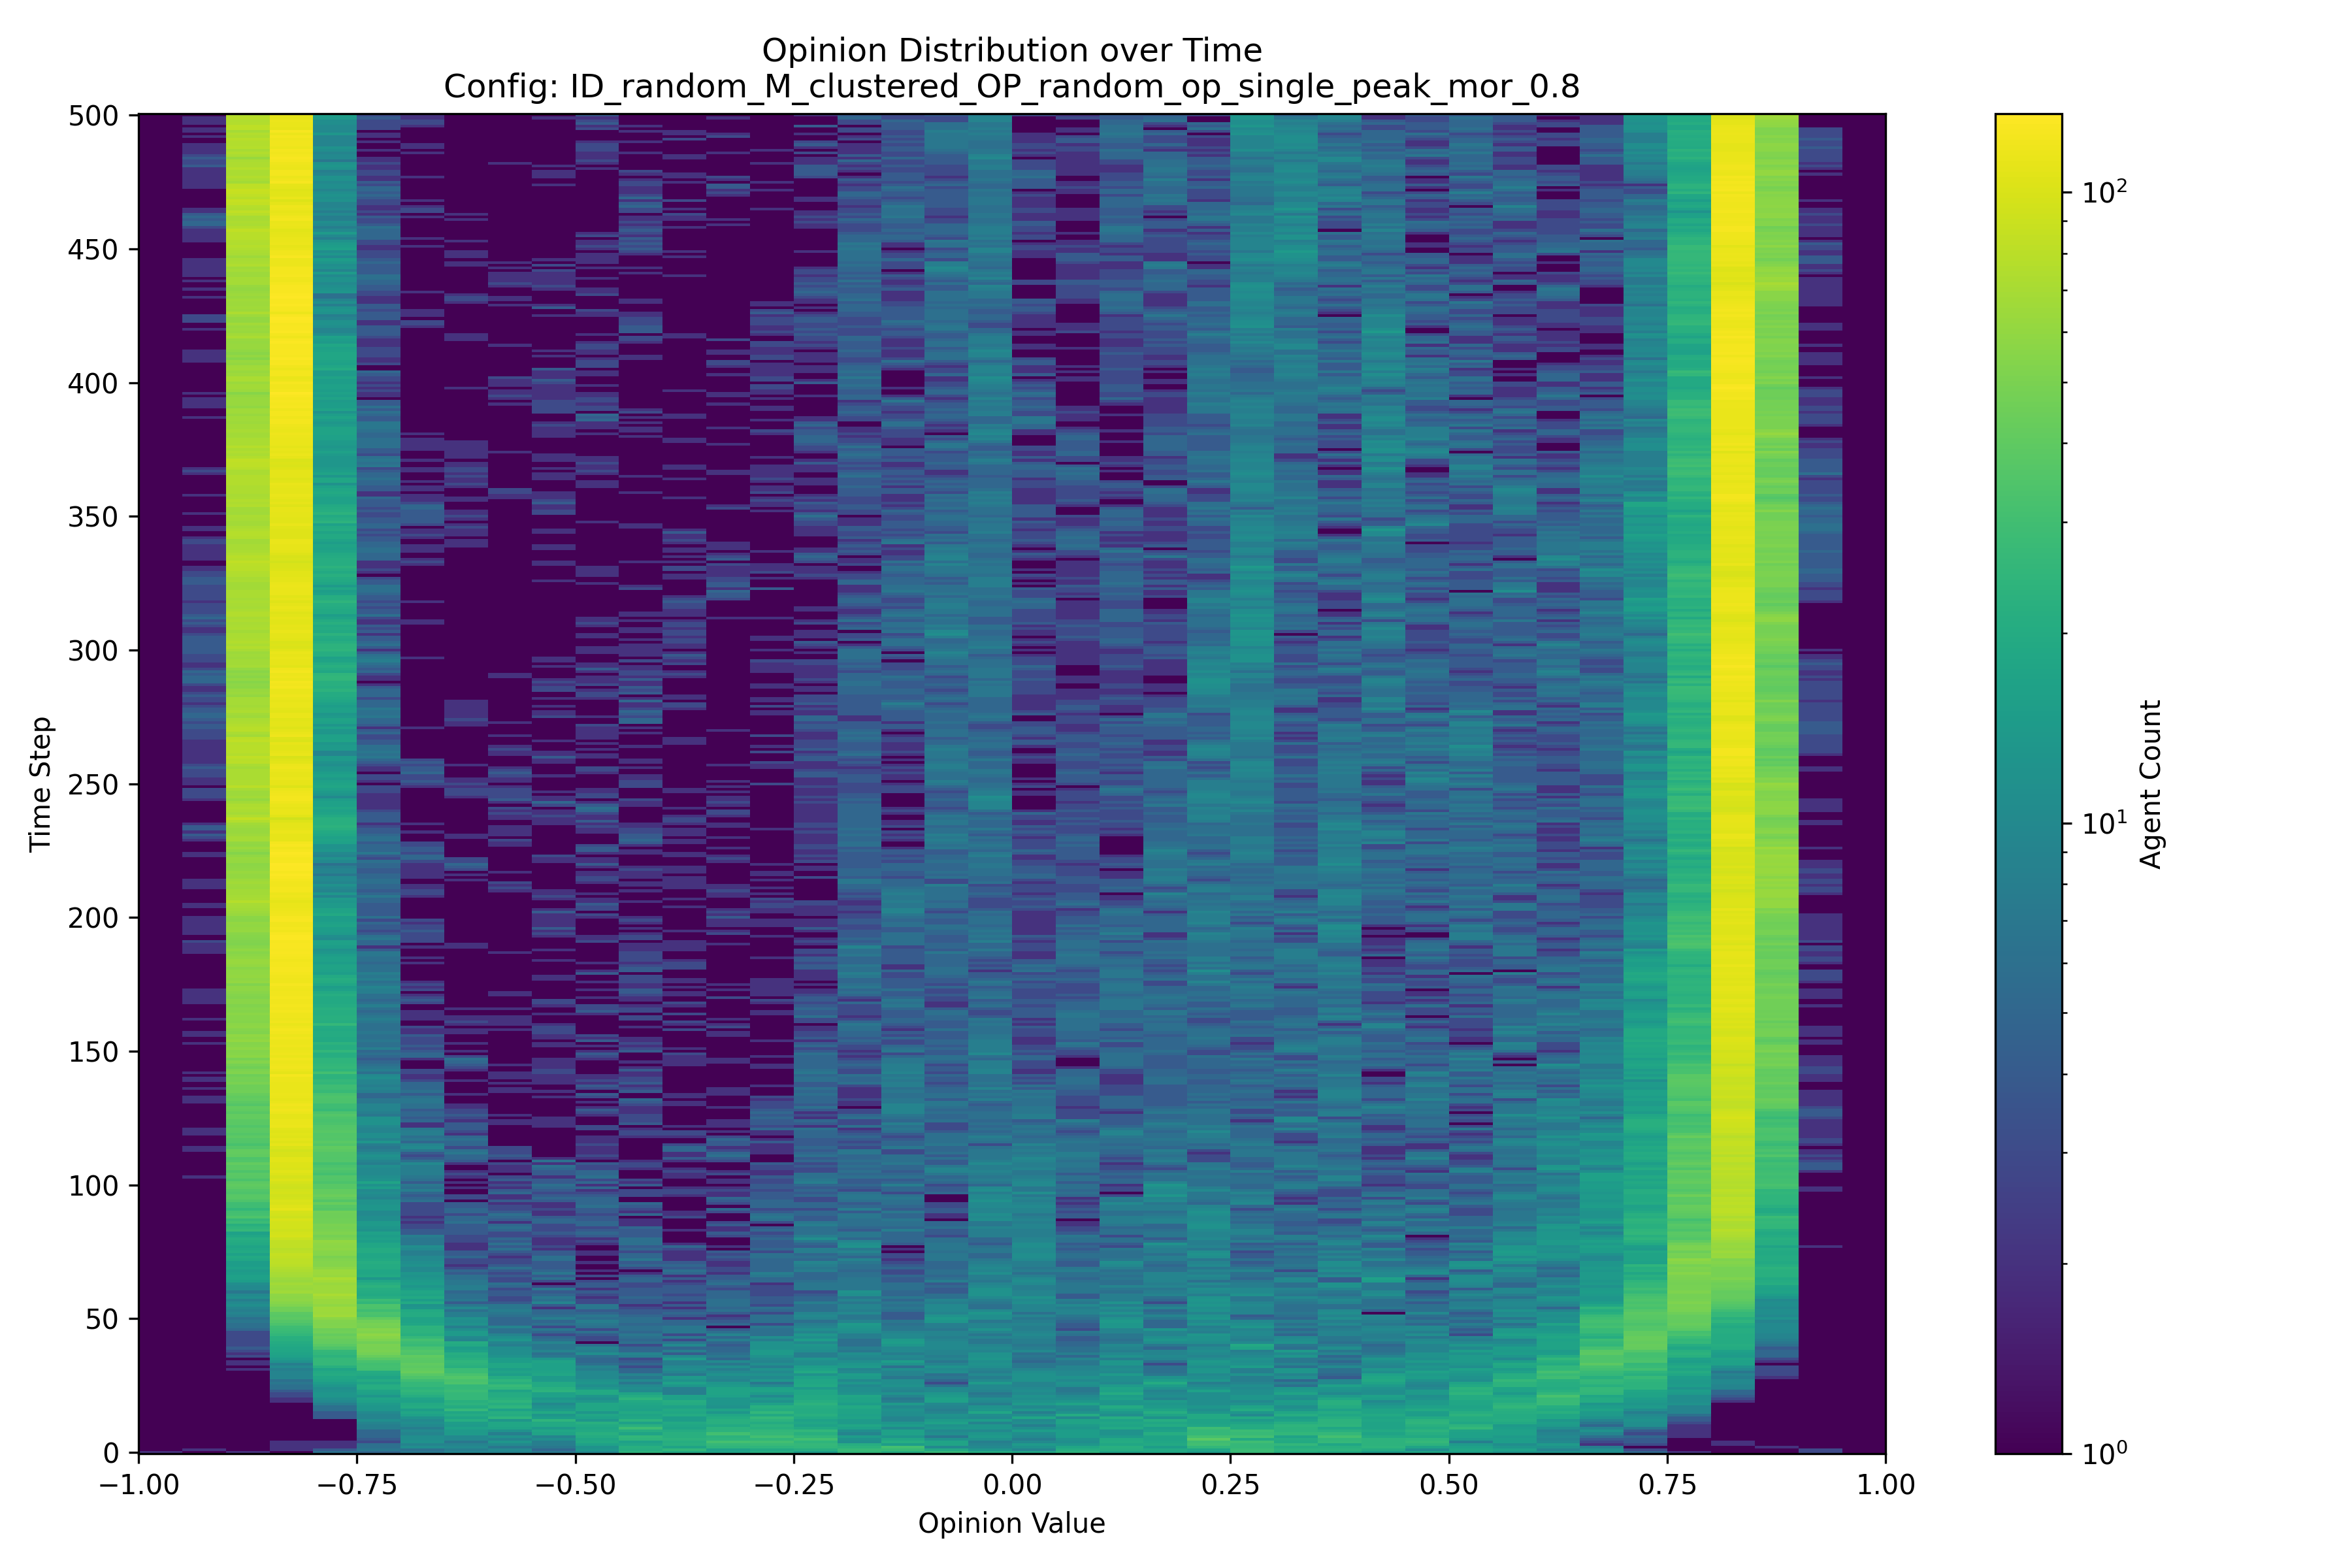 Opinion Distribution over Time
Config: ID_random_M_clustered_OP_random_op_single_peak_mor_0.8
500
450
400
350
300
250
200
150
100
50
0
Time Step
−1.00 −0.75 −0.50 −0.25 0.00 0.25 0.50 0.75 1.00
Opinion Value
10²
10¹
10⁰
Agent Count